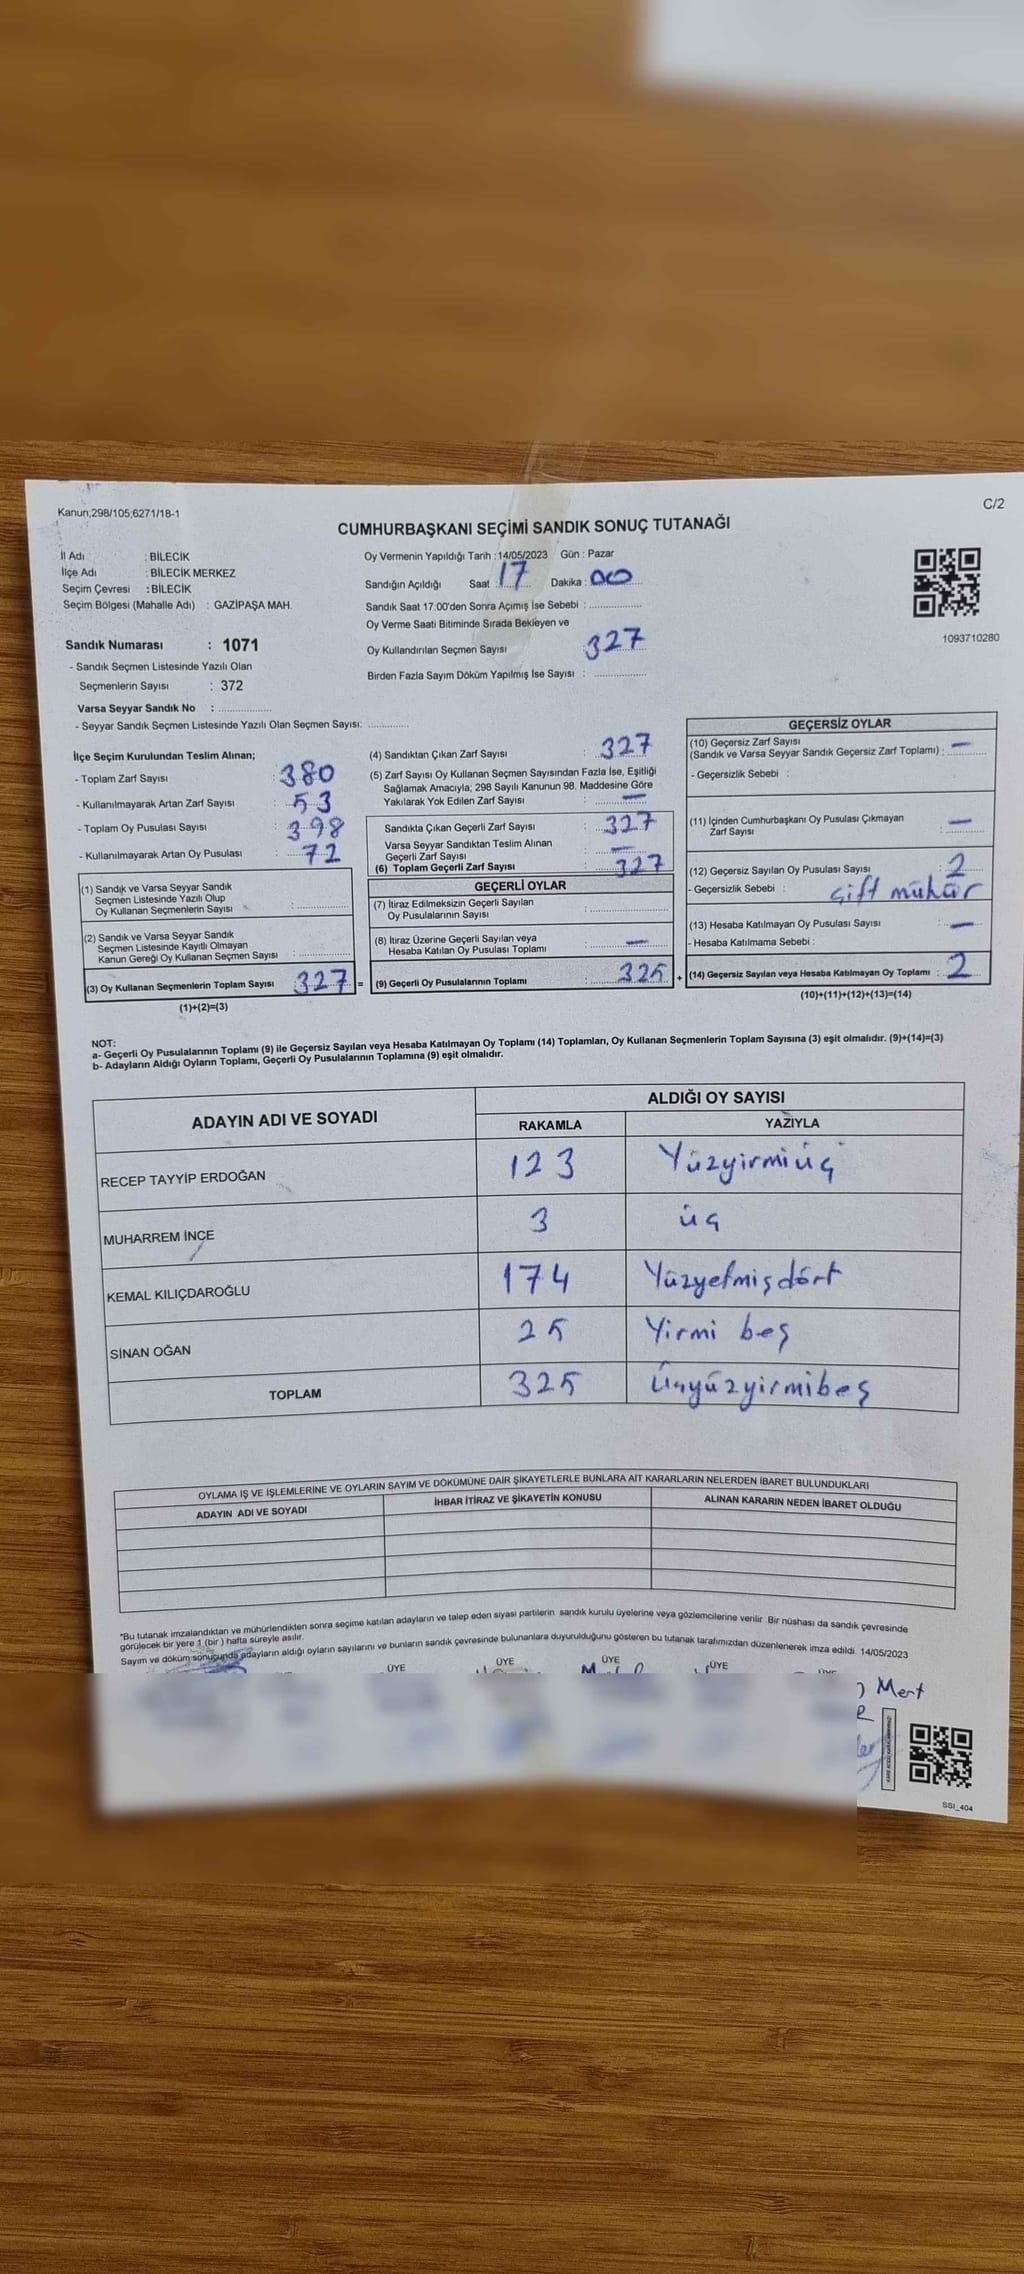 Kanun,298/105,6271/18-1
C/2
CUMHURBAŞKANI SEÇİMİ SANDIK SONUÇ TUTANAĞI
İl Adı : BİLECİK
İlçe Adı : BİLECİK MERKEZ
Seçim Çevresi : BİLECİK
Seçim Bölgesi (Mahalle Adı) : GAZİPAŞA MAH.
Sandık Numarası : 1071
- Sandık Seçmen Listesinde Yazılı Olan
Seçmenlerin Sayısı : 372
Varsa Seyyar Sandık No : ..................
- Seyyar Sandık Seçmen Listesinde Yazılı Olan Seçmen Sayısı: .............
Oy Vermenin Yapıldığı Tarih : 14/05/2023 Gün : Pazar
Sandığın Açıldığı Saat : 17 Dakika : 00
Sandık Saat 17:00'den Sonra Açımış İse Sebebi : ..................
Oy Verme Saati Bitiminde Sırada Bekleyen ve
Oy Kullandırılan Seçmen Sayısı 327
Birden Fazla Sayım Döküm Yapılmış İse Sayısı : ..................
1093710280
İlçe Seçim Kurulundan Teslim Alınan;
- Toplam Zarf Sayısı : 380
- Kullanılmayarak Artan Zarf Sayısı : 53
- Toplam Oy Pusulası Sayısı : 398
- Kullanılmayarak Artan Oy Pusulası : 72
(1) Sandık ve Varsa Seyyar Sandık
Seçmen Listesinde Yazılı Olup
Oy Kullanan Seçmenlerin Sayısı : ..................
(2) Sandık ve Varsa Seyyar Sandık
Seçmen Listesinde Kayıtlı Olmayan
Kanun Gereği Oy Kullanan Seçmen Sayısı : ..................
(3) Oy Kullanan Seçmenlerin Toplam Sayısı 327 =
(1)+(2)=(3)
(4) Sandıktan Çıkan Zarf Sayısı : 327
(5) Zarf Sayısı Oy Kullanan Seçmen Sayısından Fazla İse, Eşitliği
Sağlamak Amacıyla; 298 Sayılı Kanunun 98. Maddesine Göre
Yakılarak Yok Edilen Zarf Sayısı : —
Sandıkta Çıkan Geçerli Zarf Sayısı : 327
Varsa Seyyar Sandıktan Teslim Alınan
Geçerli Zarf Sayısı : —
(6) Toplam Geçerli Zarf Sayısı : 327
GEÇERLİ OYLAR
(7) İtiraz Edilmeksizin Geçerli Sayılan
Oy Pusulalarının Sayısı : ..................
(8) İtiraz Üzerine Geçerli Sayılan veya
Hesaba Katılan Oy Pusulası Toplamı : —
(9) Geçerli Oy Pusulalarının Toplamı : 325 +
GEÇERSİZ OYLAR
(10) Geçersiz Zarf Sayısı
(Sandık ve Varsa Seyyar Sandık Geçersiz Zarf Toplamı) : —
- Geçersizlik Sebebi :
(11) İçinden Cumhurbaşkanı Oy Pusulası Çıkmayan
Zarf Sayısı : —
(12) Geçersiz Sayılan Oy Pusulası Sayısı : 2
- Geçersizlik Sebebi : çift mühür
(13) Hesaba Katılmayan Oy Pusulası Sayısı : —
- Hesaba Katılmama Sebebi :
(14) Geçersiz Sayılan veya Hesaba Katılmayan Oy Toplamı : 2
(10)+(11)+(12)+(13)=(14)
NOT:
a- Geçerli Oy Pusulalarının Toplamı (9) ile Geçersiz Sayılan veya Hesaba Katılmayan Oy Toplamı (14) Toplamları, Oy Kullanan Seçmenlerin Toplam Sayısına (3) eşit olmalıdır. (9)+(14)=(3)
b- Adayların Aldığı Oyların Toplamı, Geçerli Oy Pusulalarının Toplamına (9) eşit olmalıdır.
ADAYIN ADI VE SOYADI
ALDIĞI OY SAYISI
RAKAMLA YAZIYLA
RECEP TAYYİP ERDOĞAN 123 Yüzyirmiüç
MUHARREM İNCE 3 üç
KEMAL KILIÇDAROĞLU 174 Yüzyetmişdört
SİNAN OĞAN 25 Yirmi beş
TOPLAM 325 Üçyüzyirmibeş
OYLAMA İŞ VE İŞLEMLERİNE VE OYLARIN SAYIM VE DÖKÜMÜNE DAİR ŞİKAYETLERLE BUNLARA AİT KARARLARIN NELERDEN İBARET BULUNDUKLARI
ADAYIN ADI VE SOYADI İHBAR İTİRAZ VE ŞİKAYETİN KONUSU ALINAN KARARIN NEDEN İBARET OLDUĞU
*Bu tutanak imzalandıktan ve mühürlendikten sonra seçime katılan adayların ve talep eden siyasi partilerin sandık kurulu üyelerine veya gözlemcilerine verilir. Bir nüshası da sandık çevresinde
görülecek bir yere 1 (bir) hafta süreyle asılır.
Sayım ve döküm sonucunda adayların aldığı oyların sayılarını ve bunların sandık çevresinde bulunanlara duyurulduğunu gösteren bu tutanak tarafımızdan düzenlenerek imza edildi. 14/05/2023
ÜYE ÜYE ÜYE ÜYE
Mert
SSI_404